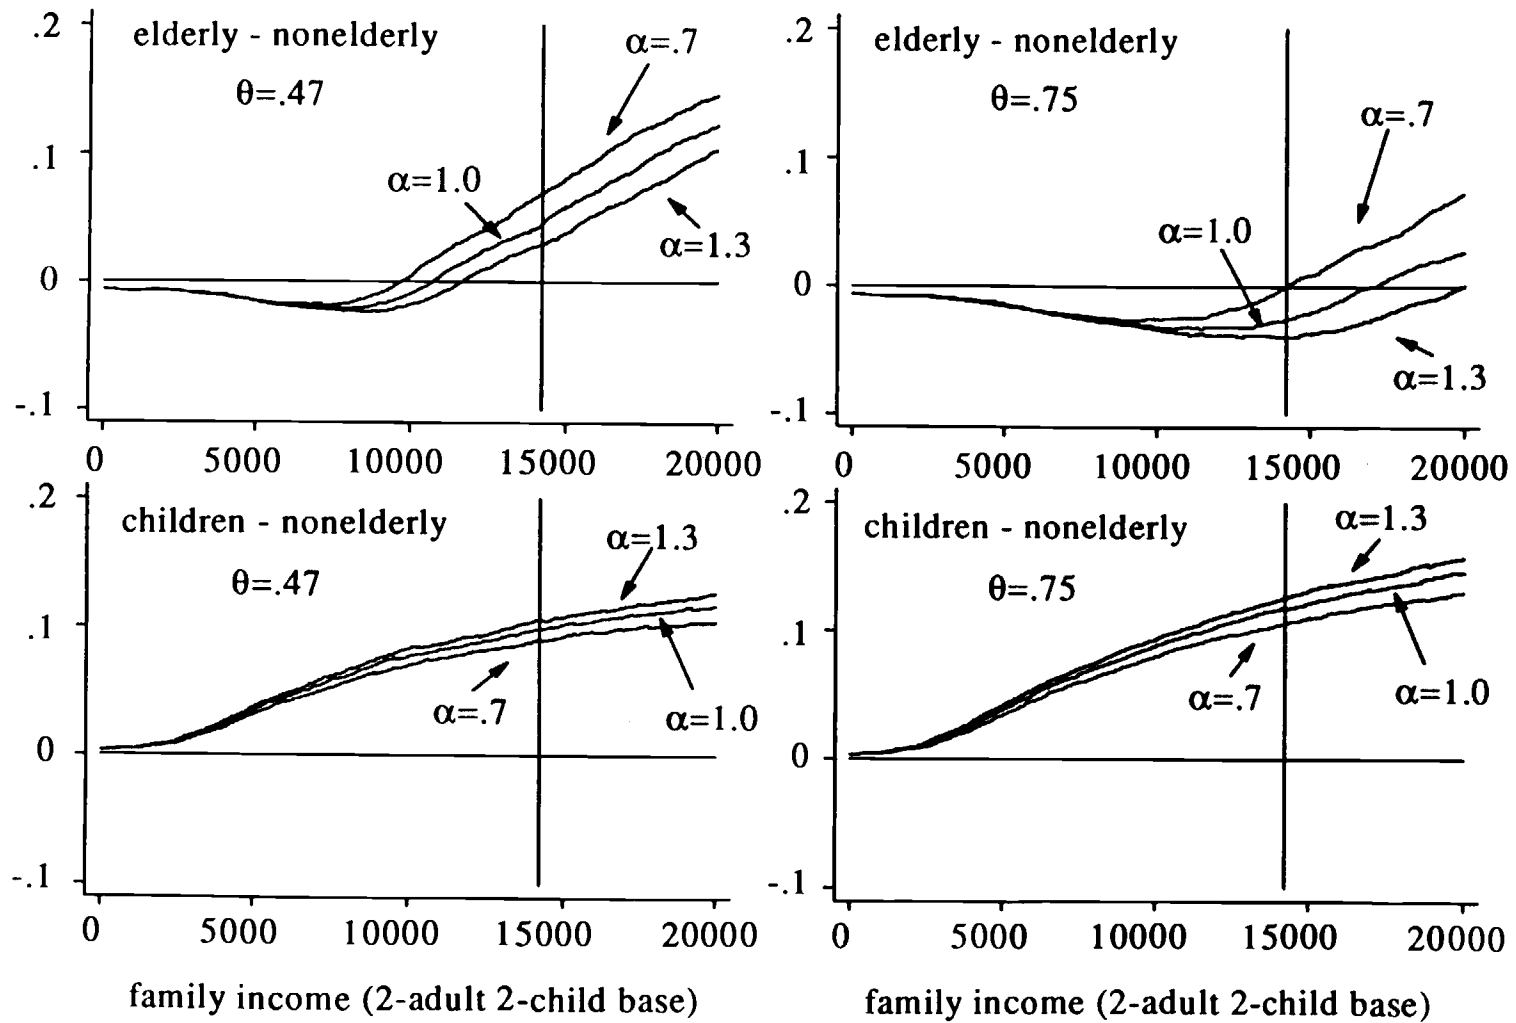 .2
elderly - nonelderly
α=.7
θ=.47
.1
α=1.0
α=1.3
0
-.1
0 5000 10000 15000 20000
.2
elderly - nonelderly
θ=.75
α=.7
.1
α=1.0
0
α=1.3
-.1
0 5000 10000 15000 20000
.2
children - nonelderly
α=1.3
θ=.47
.1
α=.7
α=1.0
0
-.1
0 5000 10000 15000 20000
family income (2-adult 2-child base)
.2
α=1.3
children - nonelderly
θ=.75
.1
α=.7
α=1.0
0
-.1
0 5000 10000 15000 20000
family income (2-adult 2-child base)